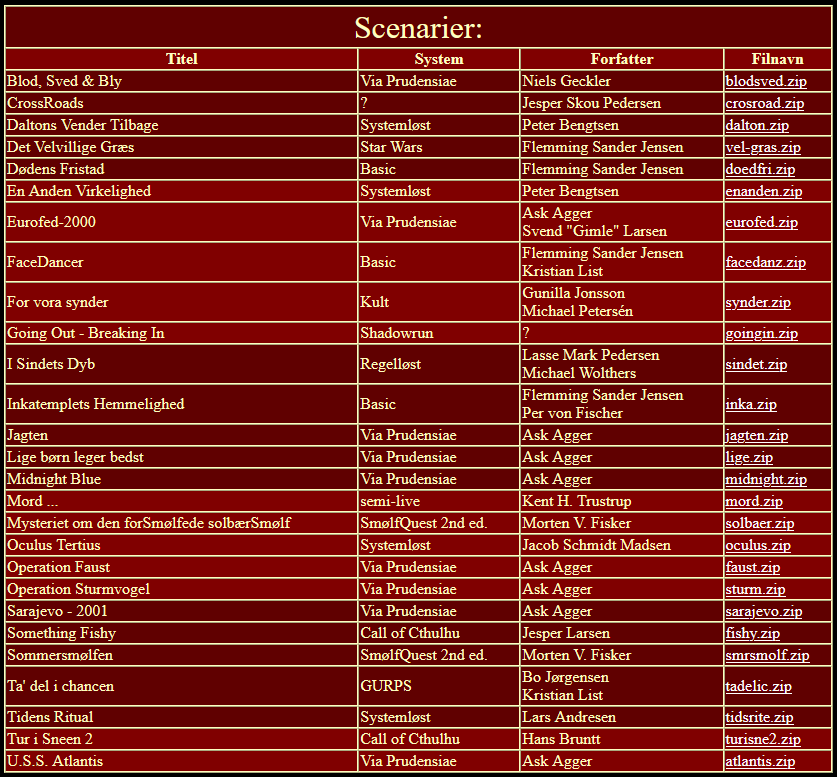 Scenarier:
Titel System Forfatter Filnavn
Blod, Sved & Bly Via Prudensiae Niels Geckler blodsved.zip
CrossRoads ? Jesper Skou Pedersen crosroad.zip
Daltons Vender Tilbage Systemløst Peter Bengtsen dalton.zip
Det Velvillige Græs Star Wars Flemming Sander Jensen vel-gras.zip
Dødens Fristad Basic Flemming Sander Jensen doedfri.zip
En Anden Virkelighed Systemløst Peter Bengtsen enanden.zip
Eurofed-2000 Via Prudensiae Ask Agger
Svend "Gimle" Larsen eurofed.zip
FaceDancer Basic Flemming Sander Jensen
Kristian List facedanz.zip
For vora synder Kult Gunilla Jonsson
Michael Petersén synder.zip
Going Out - Breaking In Shadowrun ? goingin.zip
I Sindets Dyb Regelløst Lasse Mark Pedersen
Michael Wolthers sindet.zip
Inkatemplets Hemmelighed Basic Flemming Sander Jensen
Per von Fischer inka.zip
Jagten Via Prudensiae Ask Agger jagten.zip
Lige børn leger bedst Via Prudensiae Ask Agger lige.zip
Midnight Blue Via Prudensiae Ask Agger midnight.zip
Mord ... semi-live Kent H. Trustrup mord.zip
Mysteriet om den forSmølfede solbærSmølf SmølfQuest 2nd ed. Morten V. Fisker solbaer.zip
Oculus Tertius Systemløst Jacob Schmidt Madsen oculus.zip
Operation Faust Via Prudensiae Ask Agger faust.zip
Operation Sturmvogel Via Prudensiae Ask Agger sturm.zip
Sarajevo - 2001 Via Prudensiae Ask Agger sarajevo.zip
Something Fishy Call of Cthulhu Jesper Larsen fishy.zip
Sommersmølfen SmølfQuest 2nd ed. Morten V. Fisker smrsmolf.zip
Ta' del i chancen GURPS Bo Jørgensen
Kristian List tadelic.zip
Tidens Ritual Systemløst Lars Andresen tidsrite.zip
Tur i Sneen 2 Call of Cthulhu Hans Bruntt turisne2.zip
U.S.S. Atlantis Via Prudensiae Ask Agger atlantis.zip